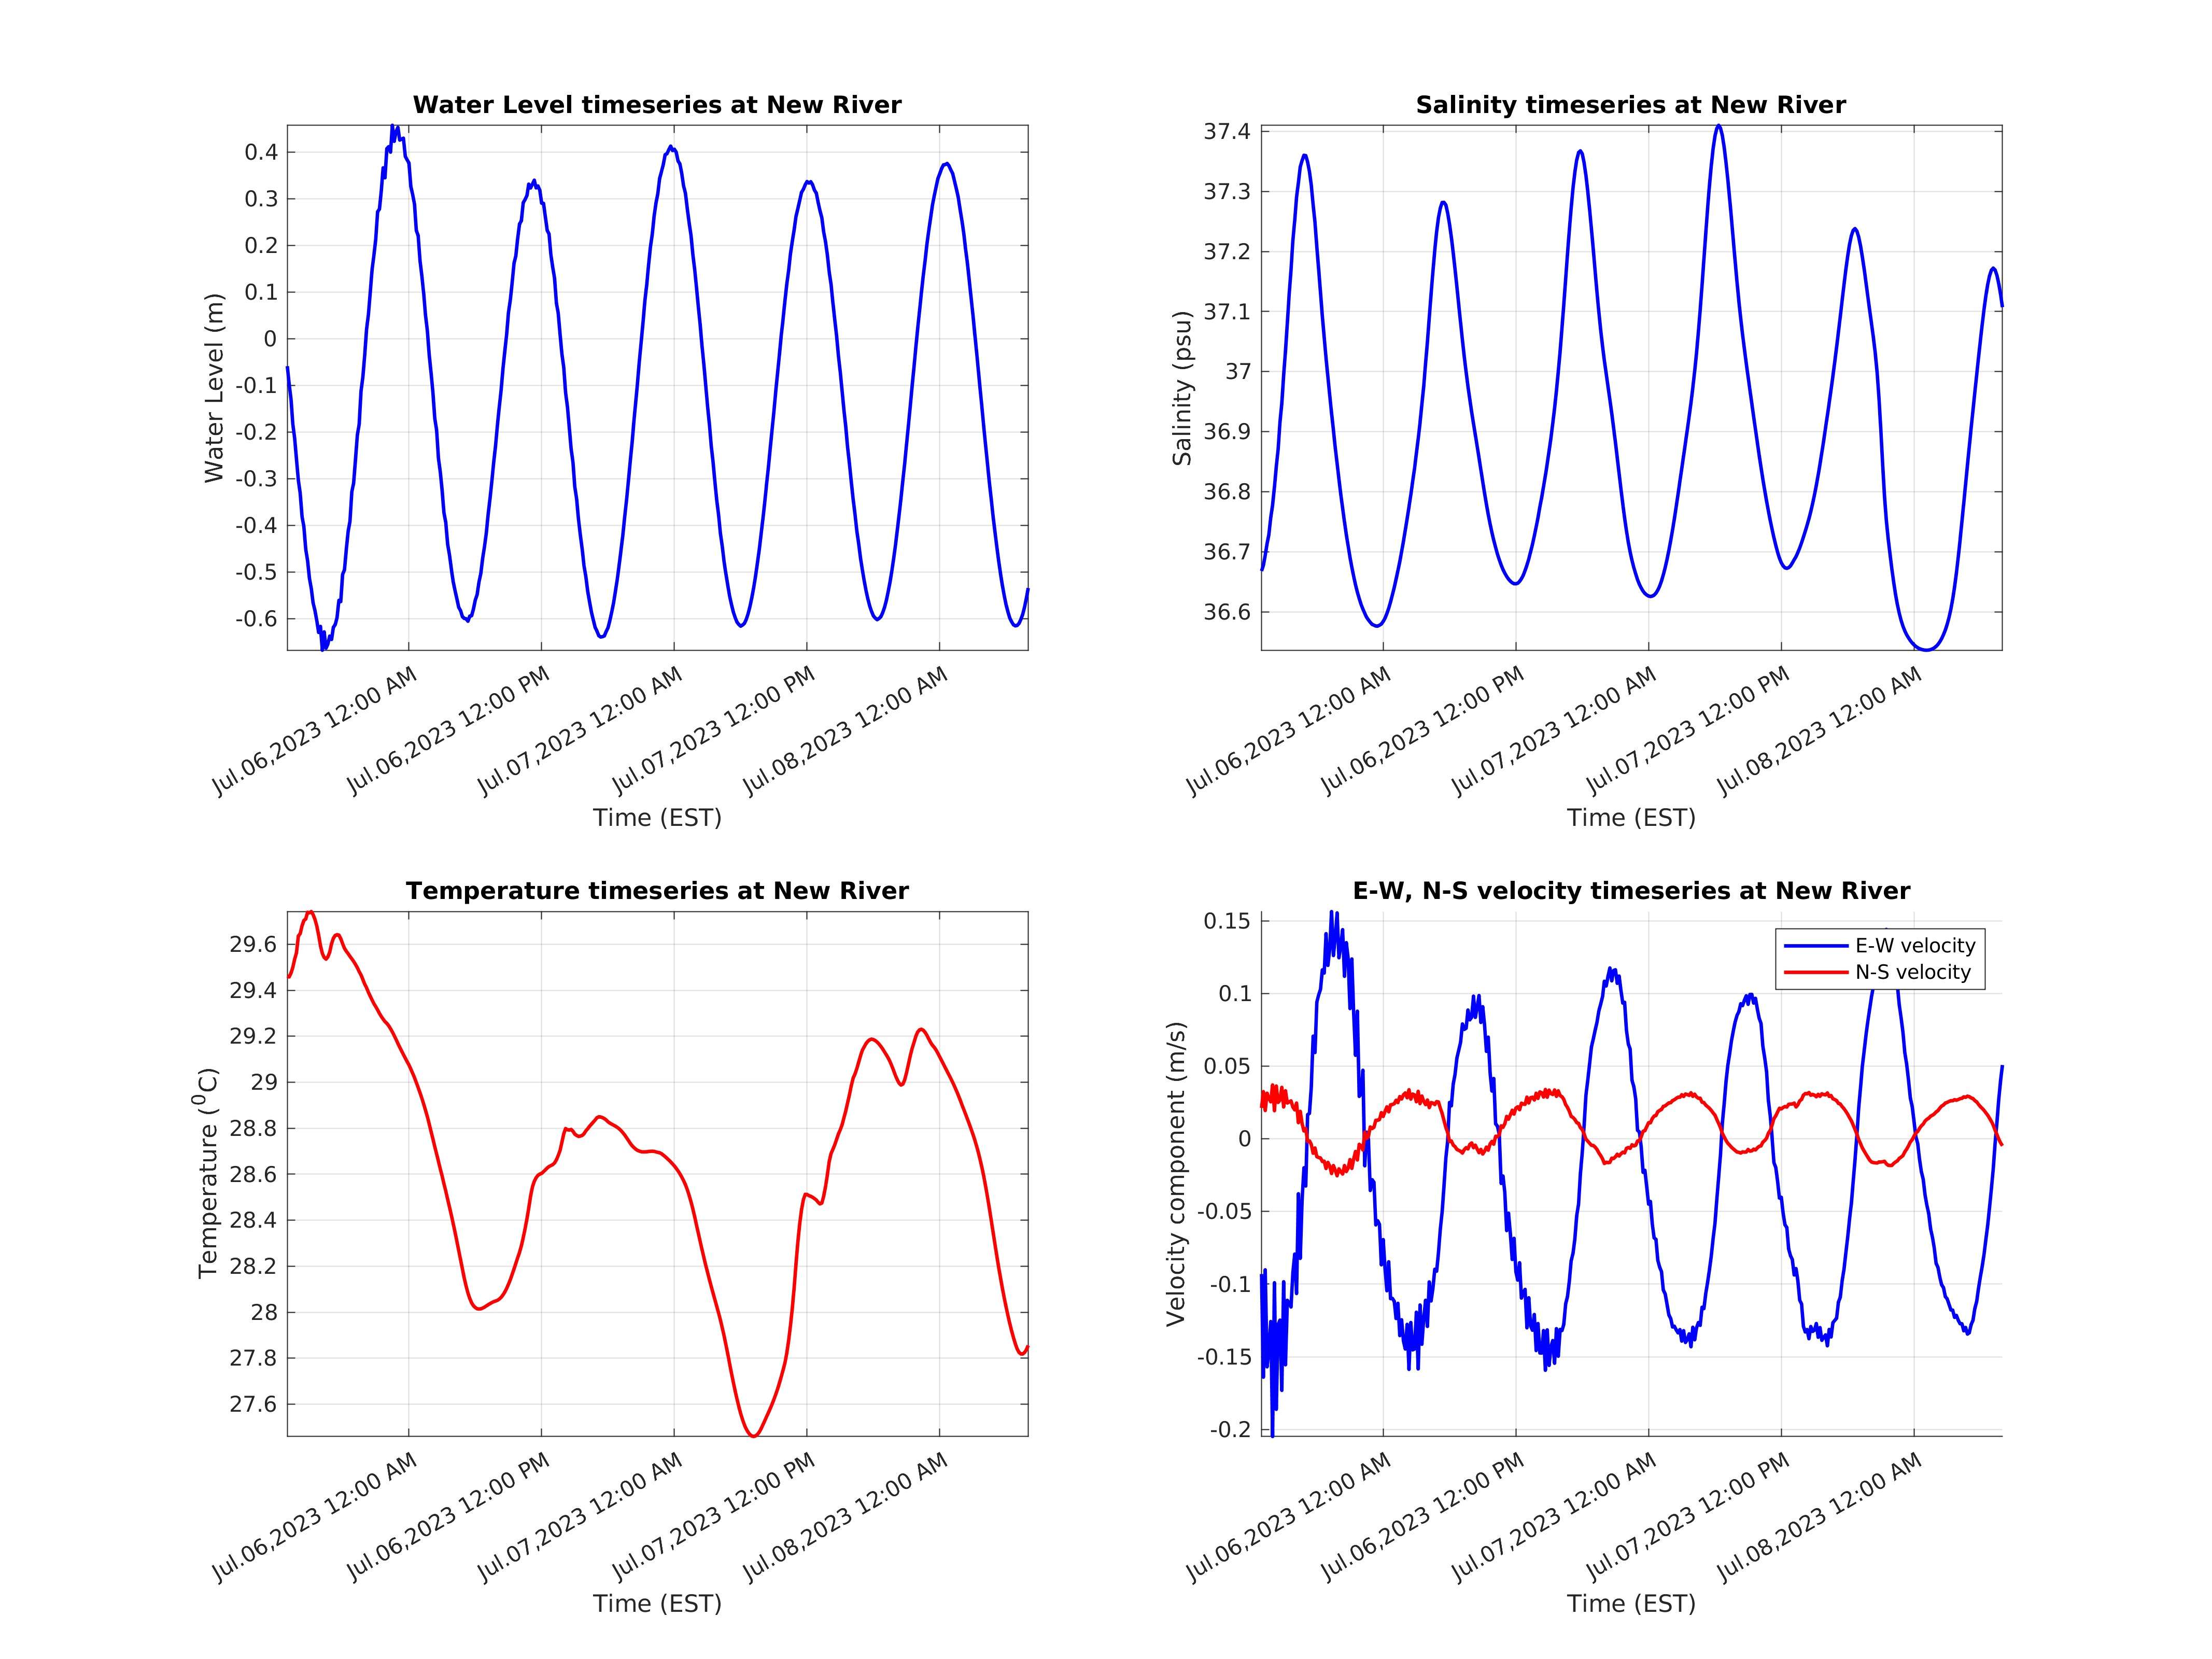 Water Level timeseries at New River
Water Level (m)
0.4
0.3
0.2
0.1
0
-0.1
-0.2
-0.3
-0.4
-0.5
-0.6
Jul.06,2023 12:00 AM
Jul.06,2023 12:00 PM
Jul.07,2023 12:00 AM
Jul.07,2023 12:00 PM
Jul.08,2023 12:00 AM
Time (EST)
Salinity timeseries at New River
Salinity (psu)
37.4
37.3
37.2
37.1
37
36.9
36.8
36.7
36.6
Jul.06,2023 12:00 AM
Jul.06,2023 12:00 PM
Jul.07,2023 12:00 AM
Jul.07,2023 12:00 PM
Jul.08,2023 12:00 AM
Time (EST)
Temperature timeseries at New River
Temperature (⁰C)
29.6
29.4
29.2
29
28.8
28.6
28.4
28.2
28
27.8
27.6
Jul.06,2023 12:00 AM
Jul.06,2023 12:00 PM
Jul.07,2023 12:00 AM
Jul.07,2023 12:00 PM
Jul.08,2023 12:00 AM
Time (EST)
E-W, N-S velocity timeseries at New River
Velocity component (m/s)
0.15
0.1
0.05
0
-0.05
-0.1
-0.15
-0.2
E-W velocity
N-S velocity
Jul.06,2023 12:00 AM
Jul.06,2023 12:00 PM
Jul.07,2023 12:00 AM
Jul.07,2023 12:00 PM
Jul.08,2023 12:00 AM
Time (EST)